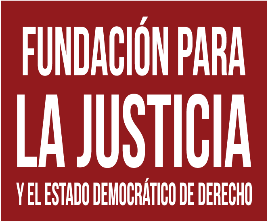 FUNDACIÓN PARA
LA JUSTICIA
Y EL ESTADO DEMOCRÁTICO DE DERECHO